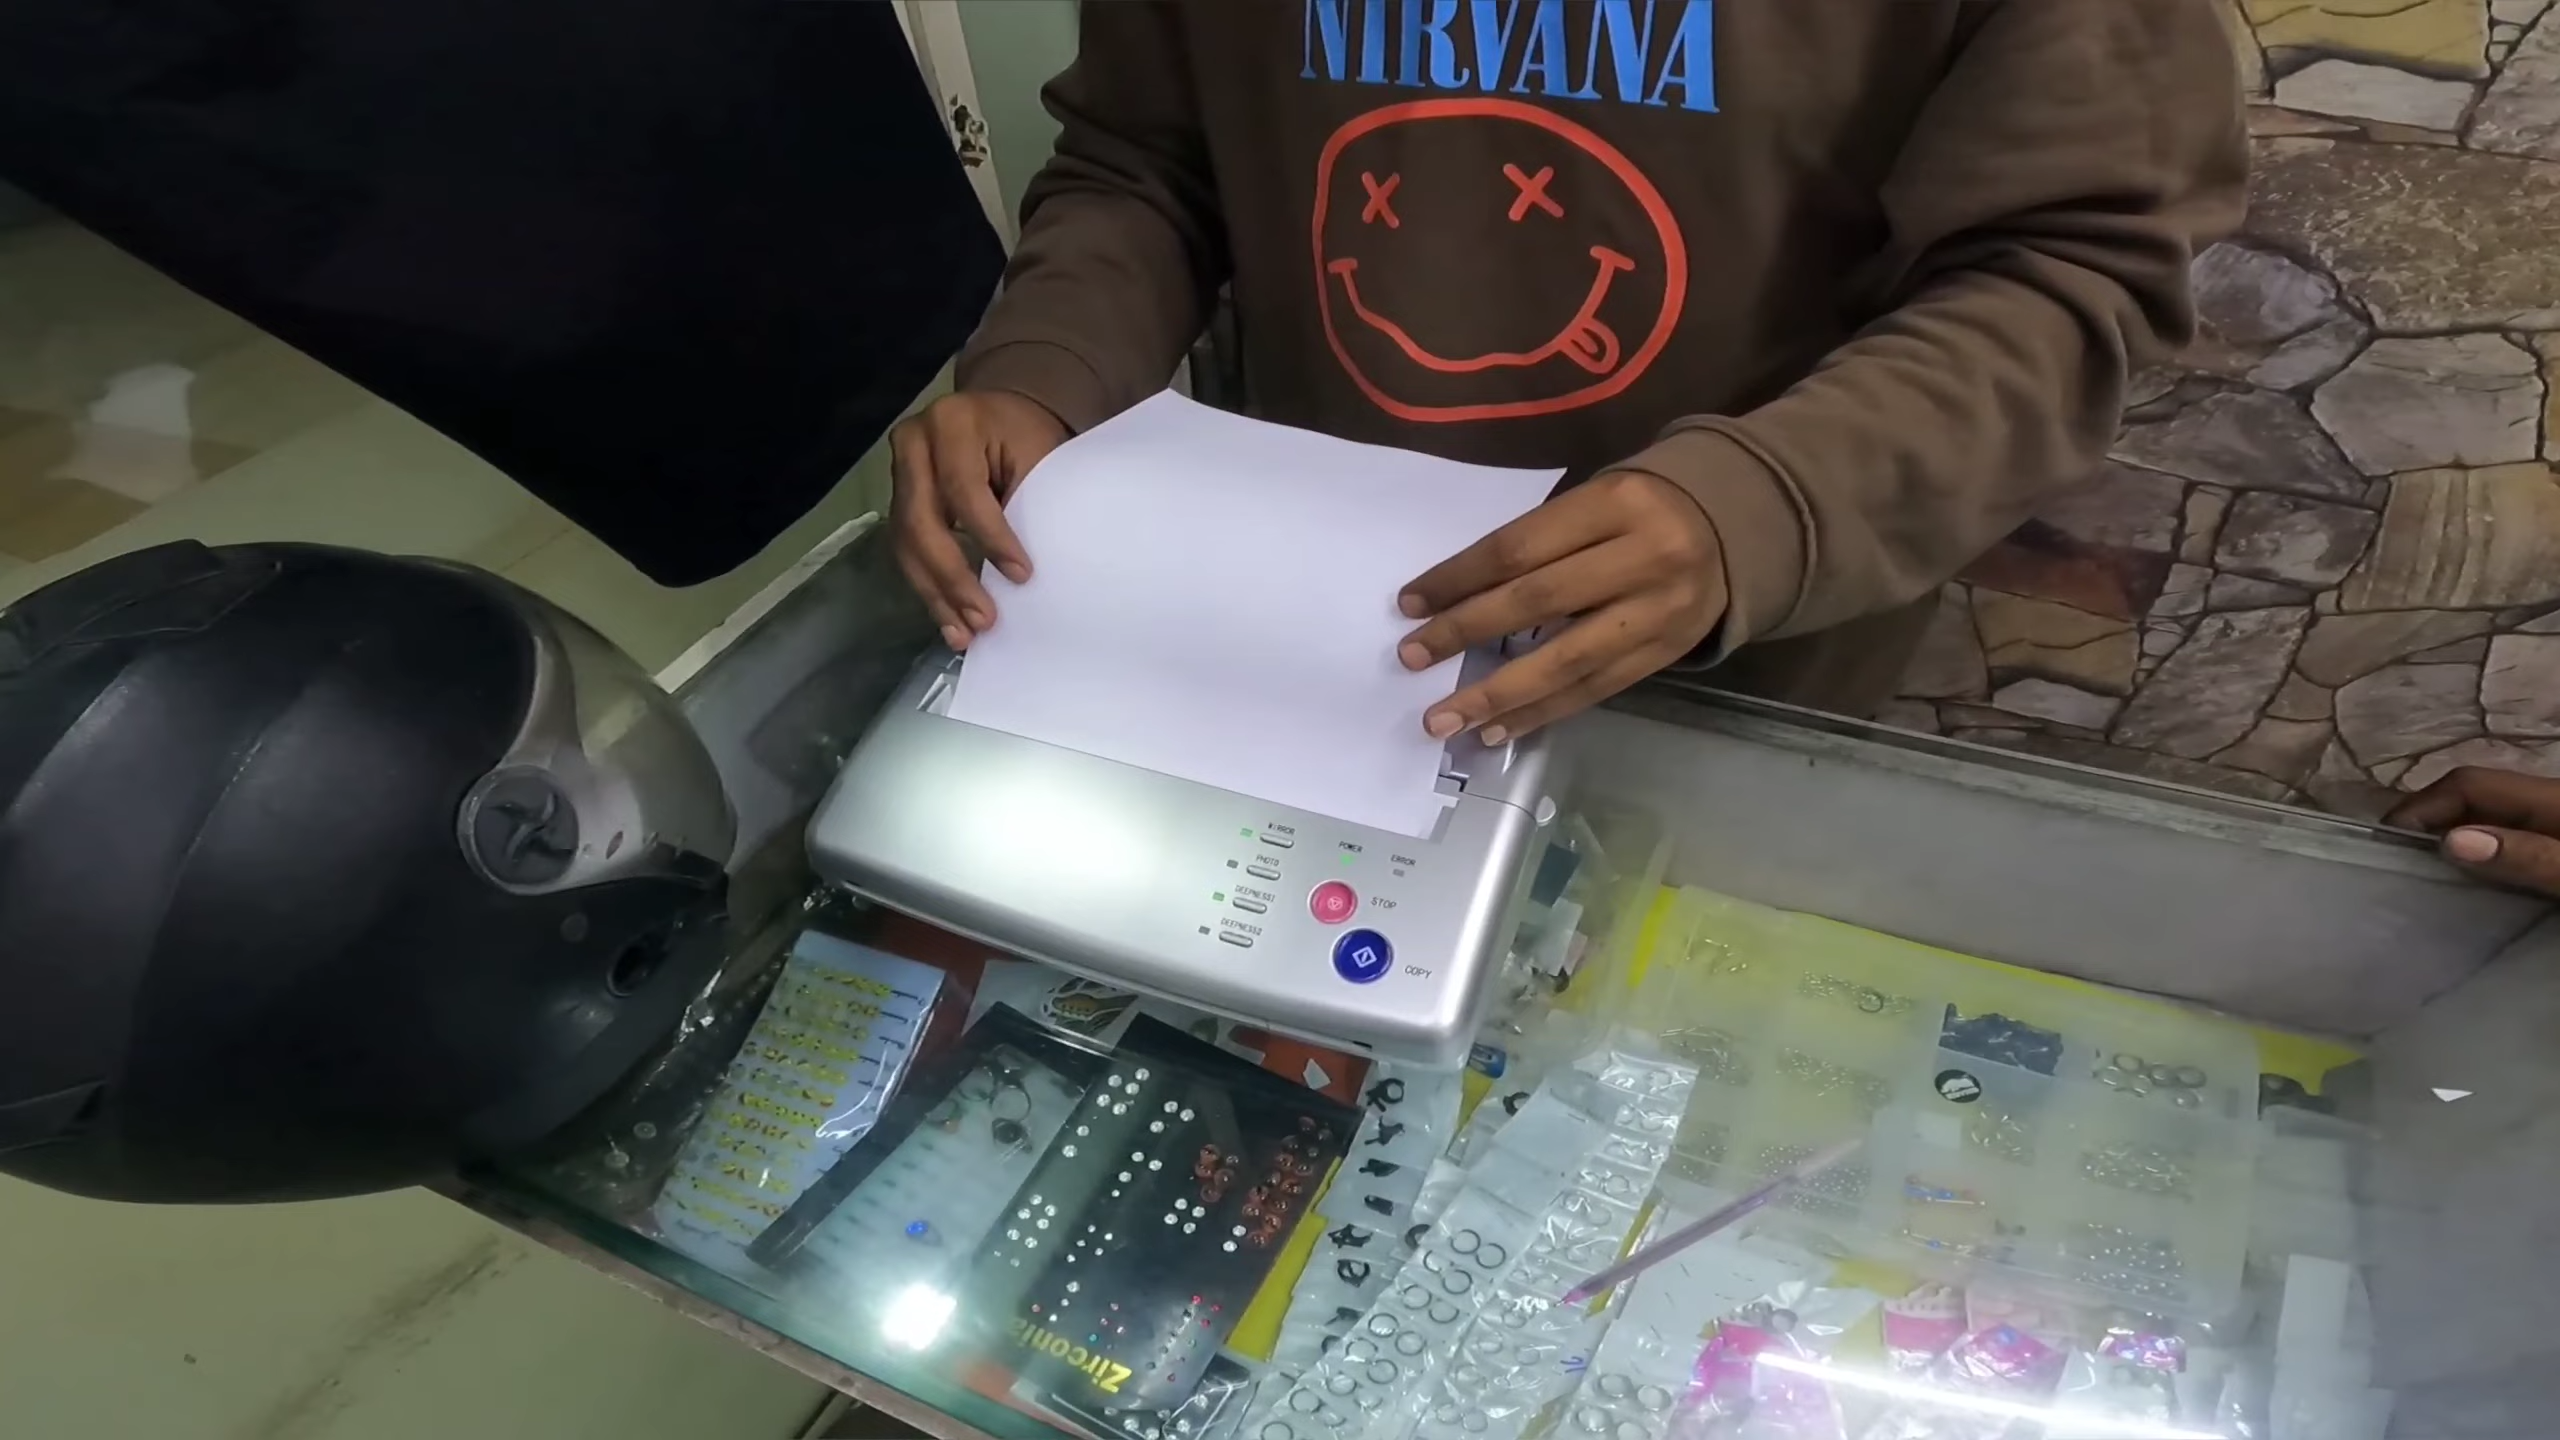 NIRVANA
MIRROR
PHOTO
DEEPNESS1
DEEPNESS2
POWER
ERROR
STOP
COPY
Zirconia